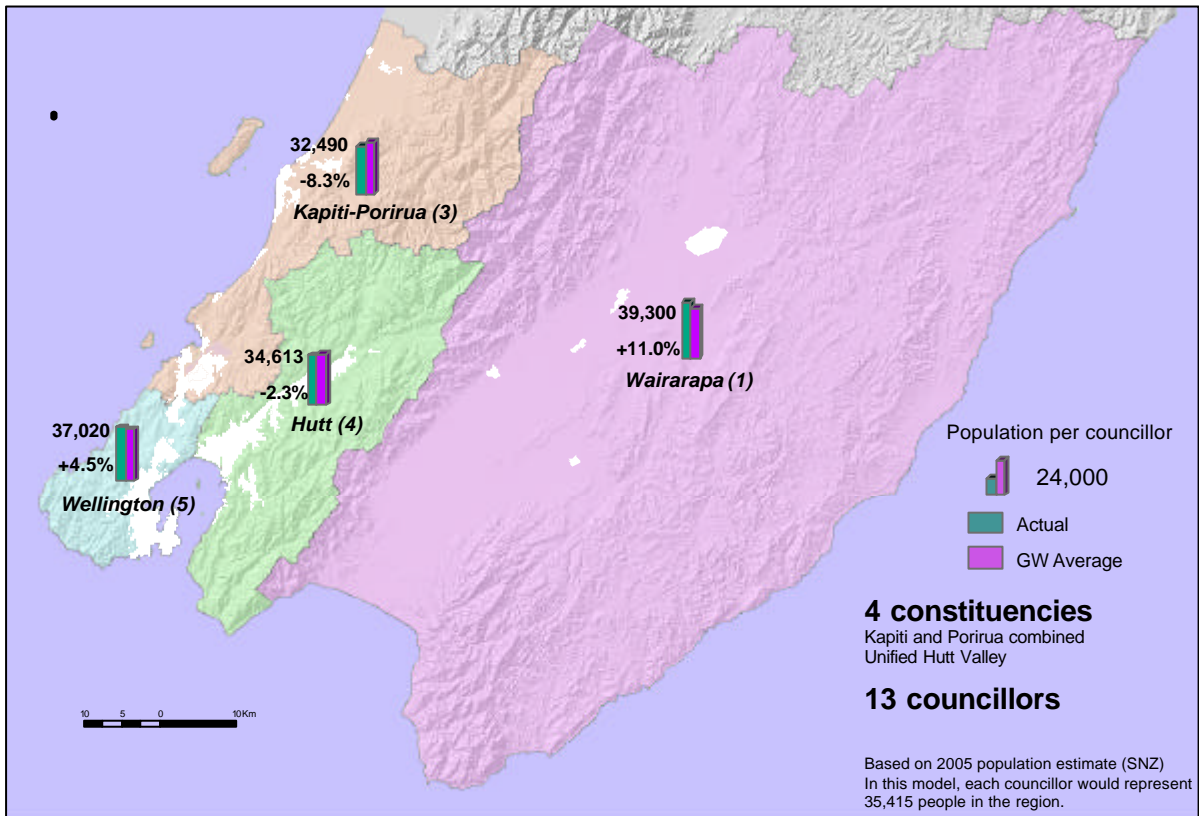 32,490
-8.3%
Kapiti-Porirua (3)
39,300
+11.0%
Wairarapa (1)
34,613
-2.3%
Hutt (4)
37,020
+4.5%
Wellington (5)
Population per councillor
24,000
Actual
GW Average
4 constituencies
Kapiti and Porirua combined
Unified Hutt Valley
13 councillors
10 5 0 10Km
Based on 2005 population estimate (SNZ)
In this model, each councillor would represent
35,415 people in the region.